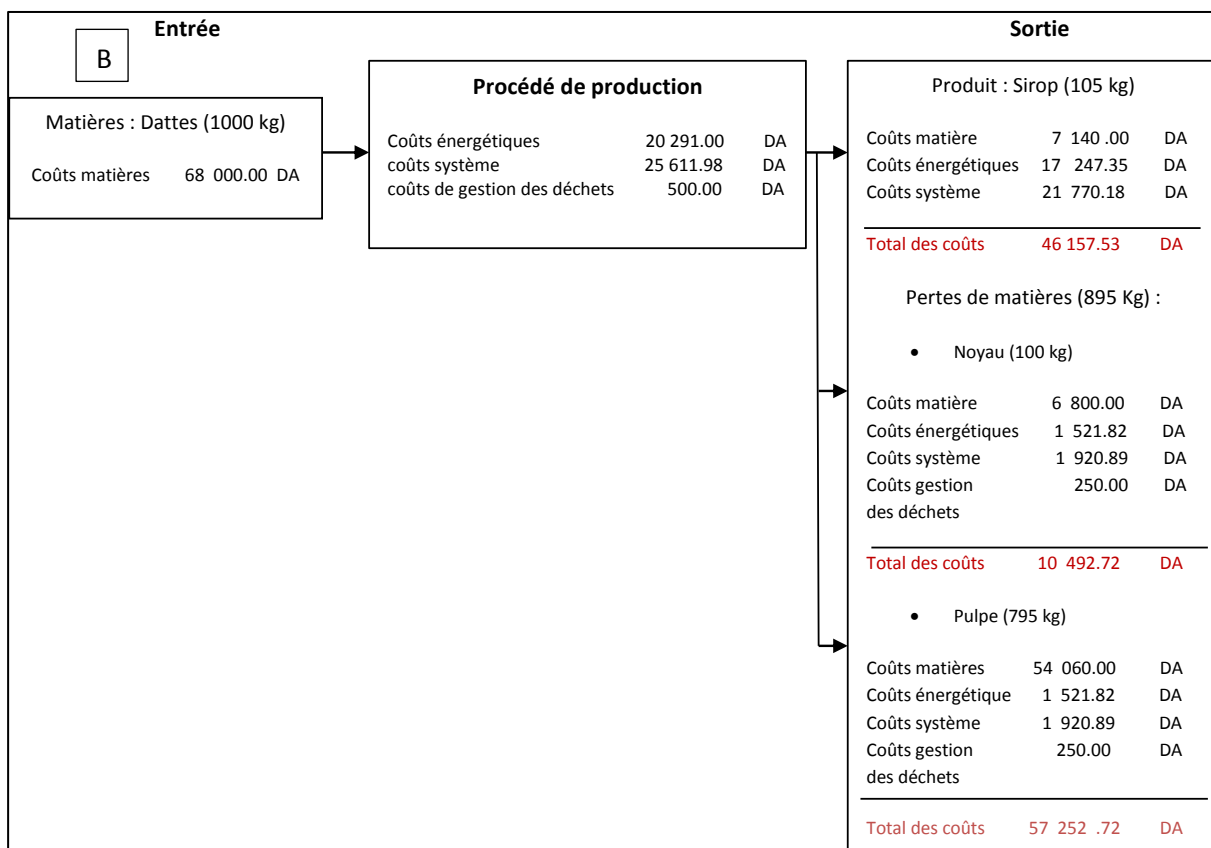 Entrée
Sortie
B
Matières : Dattes (1000 kg)
Coûts matières 68 000.00 DA
Procédé de production
Coûts énergétiques 20 291.00 DA
coûts système 25 611.98 DA
coûts de gestion des déchets 500.00 DA
Produit : Sirop (105 kg)
Coûts matière 7 140 .00 DA
Coûts énergétiques 17 247.35 DA
Coûts système 21 770.18 DA
Total des coûts 46 157.53 DA
Pertes de matières (895 Kg) :
• Noyau (100 kg)
Coûts matière 6 800.00 DA
Coûts énergétiques 1 521.82 DA
Coûts système 1 920.89 DA
Coûts gestion 250.00 DA
des déchets
Total des coûts 10 492.72 DA
• Pulpe (795 kg)
Coûts matières 54 060.00 DA
Coûts énergétique 1 521.82 DA
Coûts système 1 920.89 DA
Coûts gestion 250.00 DA
des déchets
Total des coûts 57 252 .72 DA